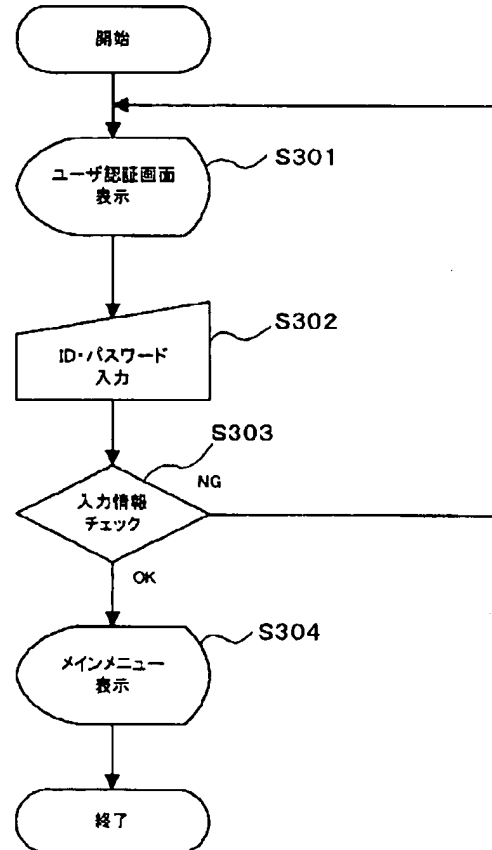 開始
ユーザ認証画面
表示
S301
ID・パスワード
入力
S302
S303
入力情報
チェック
NG
OK
メインメニュー
表示
S304
終了